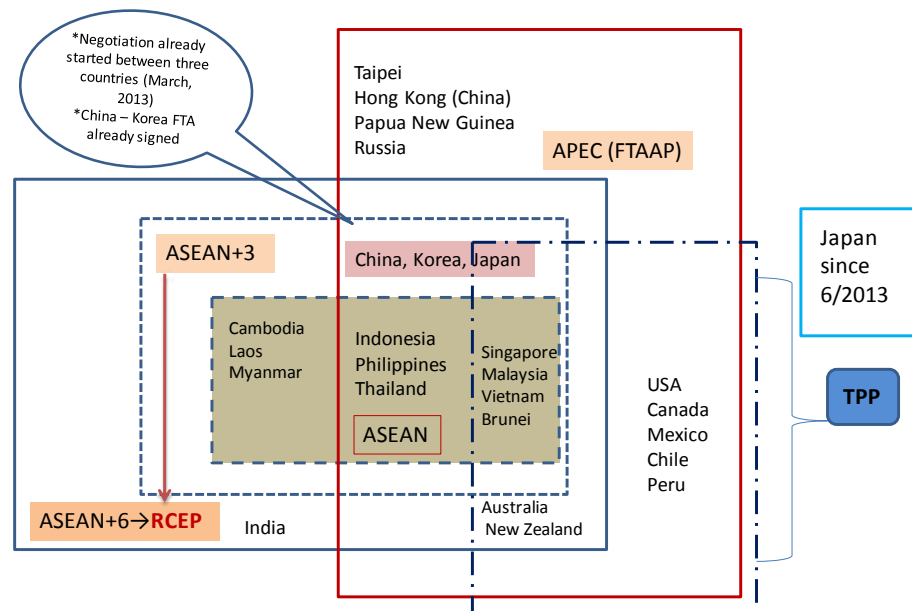 *Negotiation already
started between three
countries (March,
2013)
*China – Korea FTA
already signed
Taipei
Hong Kong (China)
Papua New Guinea
Russia
APEC (FTAAP)
ASEAN+3
China, Korea, Japan
Japan
since
6/2013
Cambodia
Laos
Myanmar
Indonesia
Philippines
Thailand
ASEAN
Singapore
Malaysia
Vietnam
Brunei
USA
Canada
Mexico
Chile
Peru
TPP
ASEAN+6→RCEP
India
Australia
New Zealand